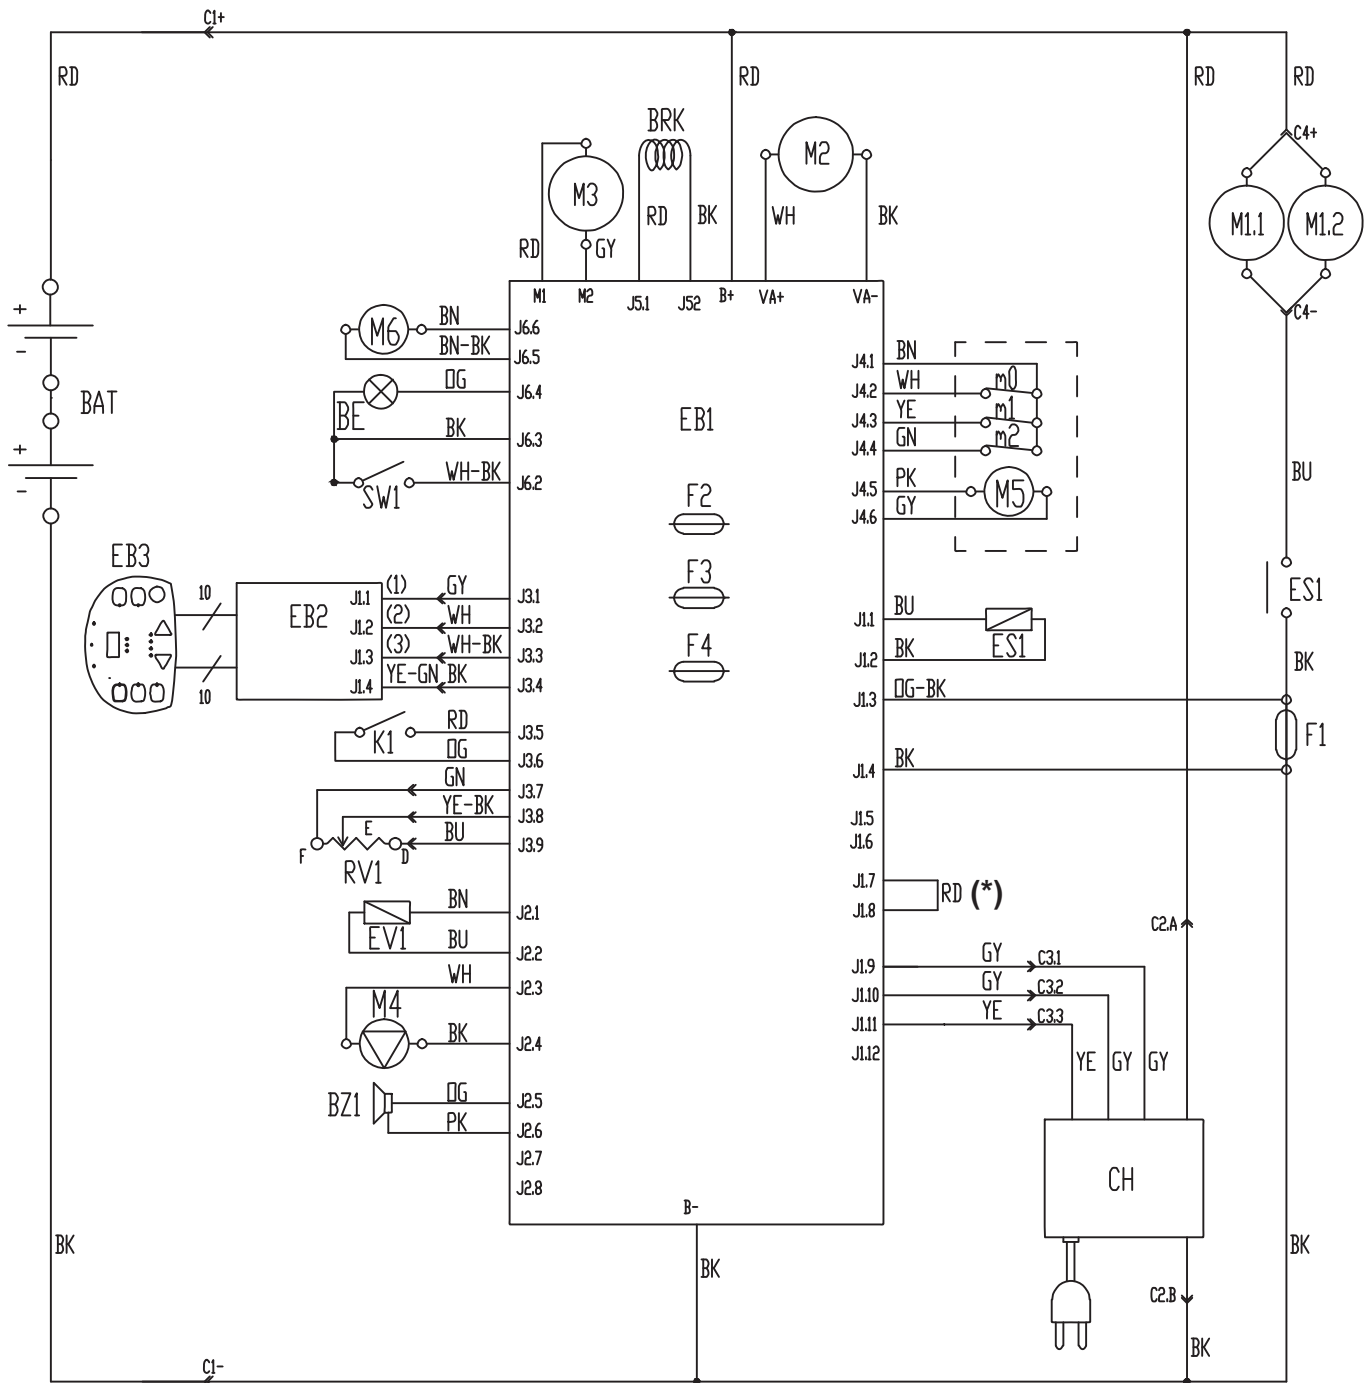 C1+
RD
RD
RD
RD
C4+
BRK
M2
M3
M1.1
M1.2
RD
BK
WH
BK
RD
GY
C4-
M1
M2
J5.1
J5.2
B+
VA+
VA-
+
-
BAT
+
-
M6
BN
J6.6
BN-BK
J6.5
OG
J6.4
BE
BK
J6.3
WH-BK
J6.2
SW1
EB1
F2
F3
F4
J4.1
BN
J4.2
WH
m0
J4.3
YE
m1
J4.4
GN
m2
J4.5
PK
M5
J4.6
GY
BU
ES1
BK
EB3
10
10
EB2
J1.1
(1)
GY
J3.1
J1.2
(2)
WH
J3.2
J1.3
(3)
WH-BK
J3.3
J1.4
YE-GN
BK
J3.4
RD
J3.5
K1
OG
J3.6
GN
J3.7
YE-BK
J3.8
E
BU
J3.9
F
D
RV1
J1.1
BU
ES1
J1.2
BK
J1.3
OG-BK
F1
J1.4
BK
J1.5
J1.6
J1.7
RD (*)
J1.8
BN
J2.1
EV1
BU
J2.2
WH
J2.3
M4
BK
J2.4
BZ1
OG
J2.5
PK
J2.6
J2.7
J2.8
C2.A
J1.9
GY
C3.1
J1.10
GY
C3.2
J1.11
YE
C3.3
J1.12
YE
GY
GY
CH
B-
BK
BK
BK
C2.B
BK
C1-